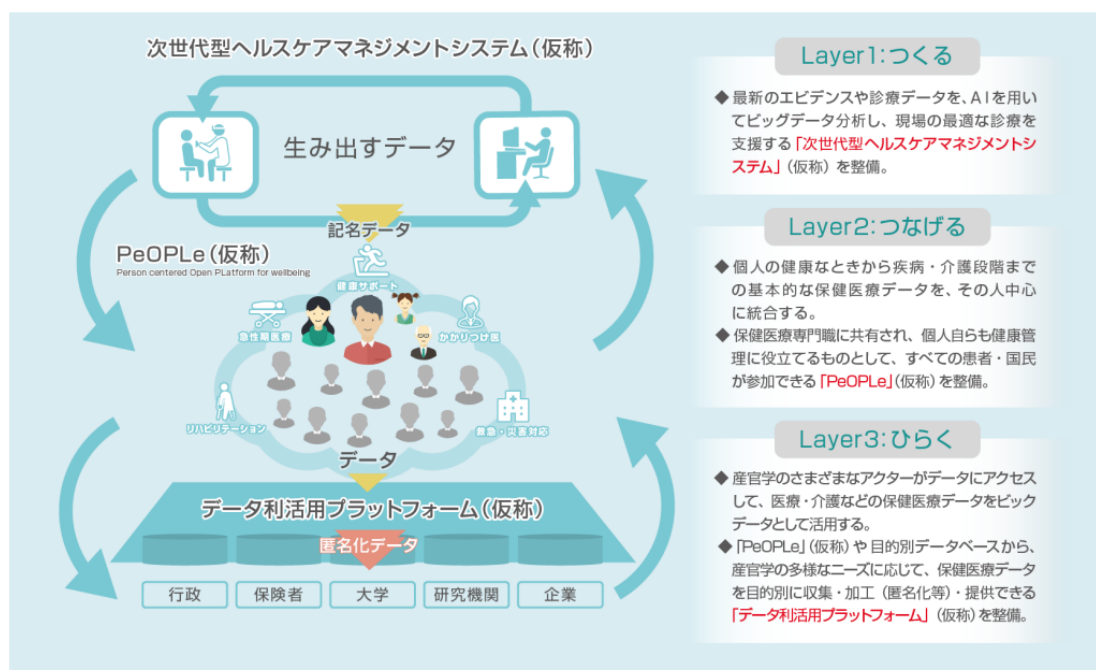 次世代型ヘルスケアマネジメントシステム（仮称）
生み出すデータ
記名データ
PeOPLe（仮称）
Person centered Open PLatform for wellbeing
健康サポート
急性期医療
かかりつけ医
リハビリテーション
救急・災害対応
データ
データ利活用プラットフォーム（仮称）
匿名化データ
行政
保険者
大学
研究機関
企業
Layer1：つくる
◆最新のエビデンスや診療データを、AIを用い
てビッグデータ分析し、現場の最適な診療を
支援する「次世代型ヘルスケアマネジメントシ
ステム」（仮称）を整備。
Layer2：つなげる
◆個人の健康なときから疾病・介護段階まで
の基本的な保健医療データを、その人中心
に統合する。
◆保健医療専門職に共有され、個人自らも健康管
理に役立てるものとして、すべての患者・国民
が参加できる「PeOPLe」（仮称）を整備。
Layer3：ひらく
◆産官学のさまざまなアクターがデータにアクセス
して、医療・介護などの保健医療データをビック
データとして活用する。
◆「PeOPLe」（仮称）や目的別データベースから、
産官学の多様なニーズに応じて、保健医療データ
を目的別に収集・加工（匿名化等）・提供できる
「データ利活用プラットフォーム」（仮称）を整備。